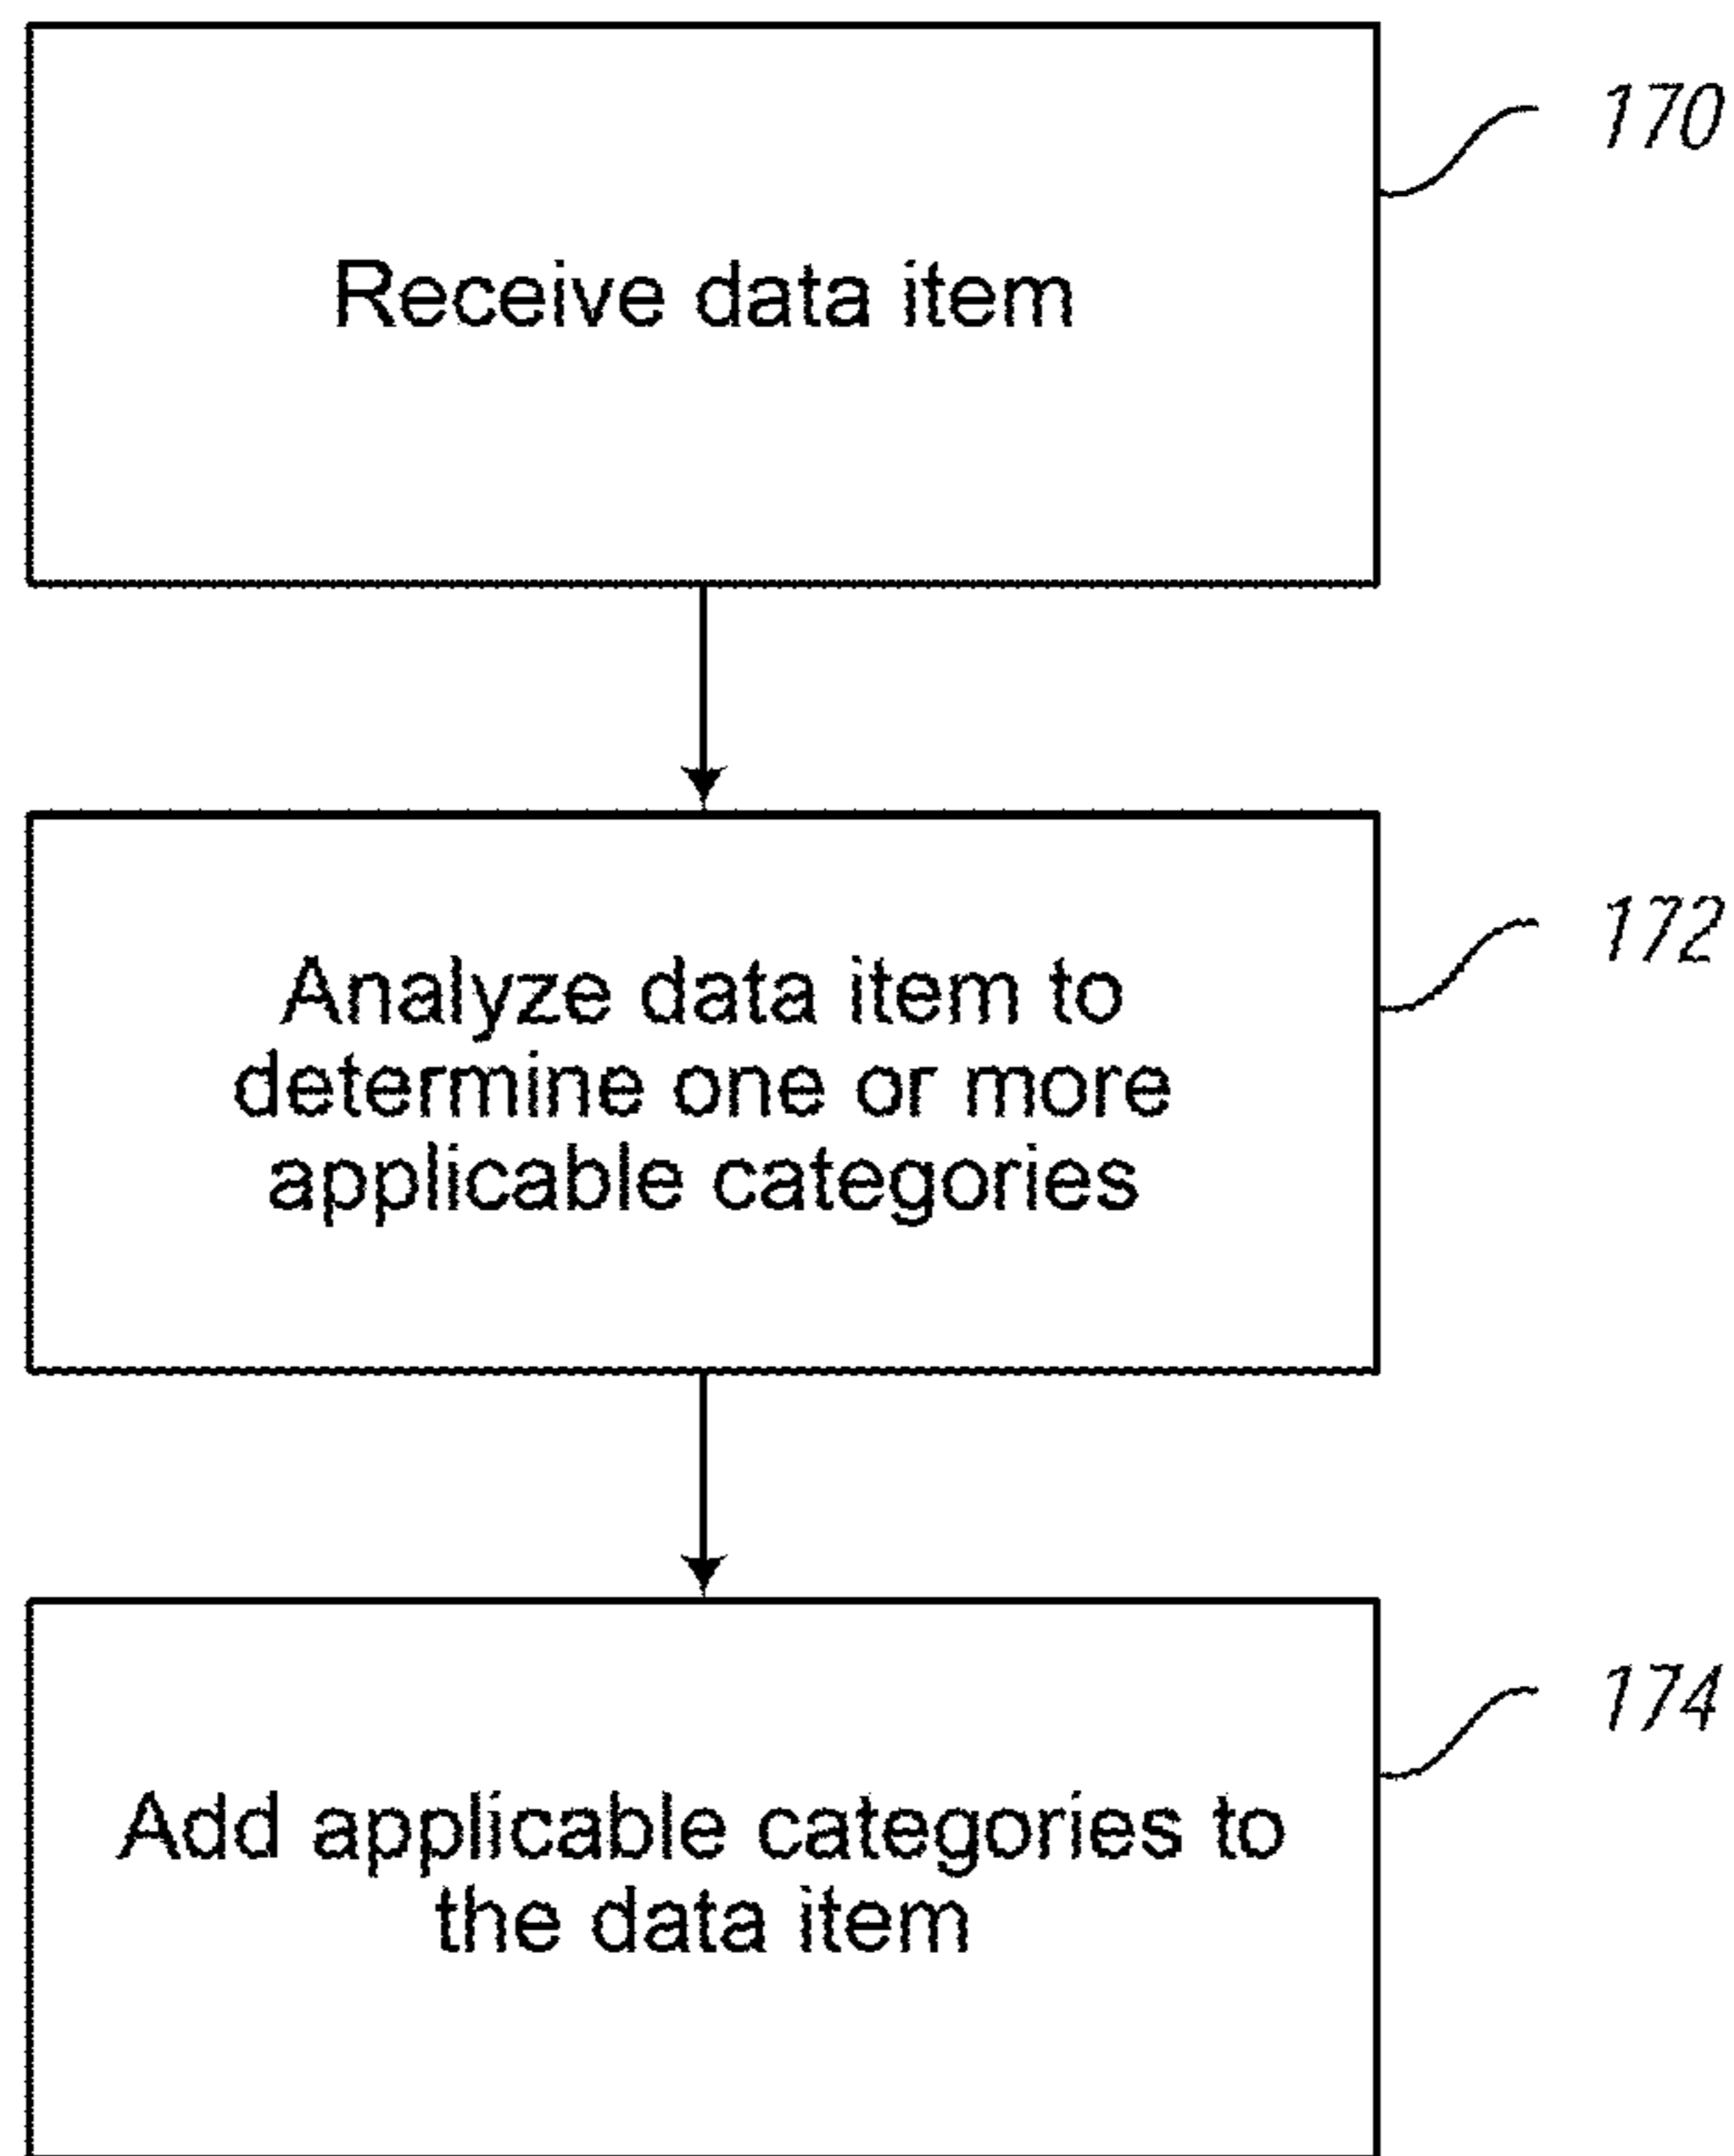 170
Receive data item
172
Analyze data item to
determine one or more
applicable categories
174
Add applicable categories to
the data item